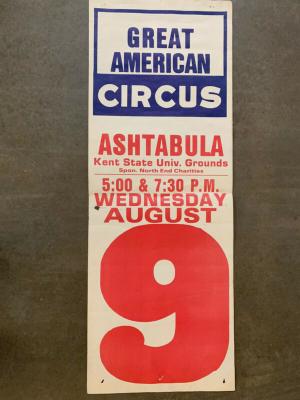 GREAT
AMERICAN
CIRCUS
ASHTABULA
Kent State Univ. Grounds
Spon. North End Charities
5:00 & 7:30 P.M.
WEDNESDAY
AUGUST
9